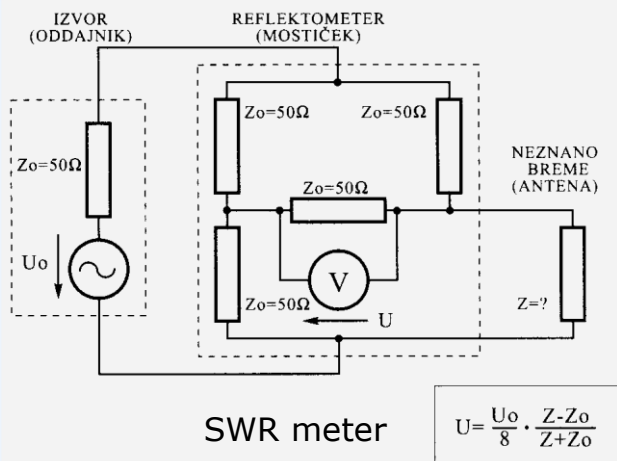 IZVOR
(ODDAJNIK)
REFLEKTOMETER
(MOSTIČEK)
Zo=50Ω
Zo=50Ω
Zo=50Ω
NEZNANO
BREME
(ANTENA)
Zo=50Ω
Uo
V
Zo=50Ω
U
Z=?
SWR meter
U= Uo/8 · Z-Zo/Z+Zo